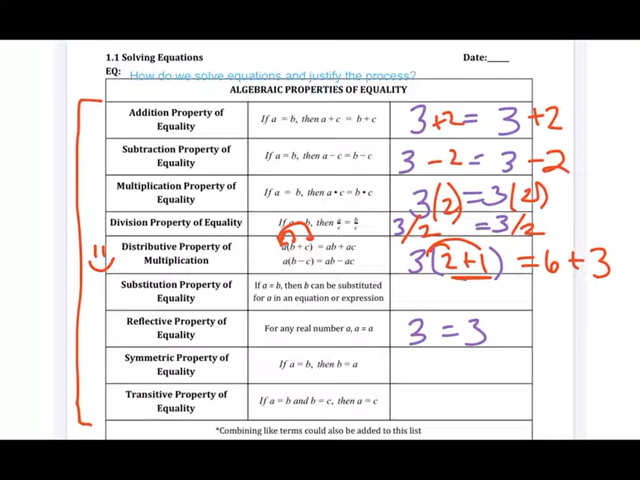 1.1 Solving Equations Date:_____
EQ: How do we solve equations and justify the process?
ALGEBRAIC PROPERTIES OF EQUALITY
Addition Property of Equality
If a = b, then a + c = b + c
3 +2 = 3 +2
Subtraction Property of Equality
If a = b, then a − c = b − c
3 − 2 = 3 − 2
Multiplication Property of Equality
If a = b, then a • c = b • c
3(2) = 3(2)
Division Property of Equality
If a = b, then a/c = b/c
3/2 = 3/2
Distributive Property of Multiplication
a(b + c) = ab + ac
a(b − c) = ab − ac
3(2+1) = 6 + 3
Substitution Property of Equality
If a = b, then b can be substituted
for a in an equation or expression
Reflective Property of Equality
For any real number a, a = a
3 = 3
Symmetric Property of Equality
If a = b, then b = a
Transitive Property of Equality
If a = b and b = c, then a = c
*Combining like terms could also be added to this list